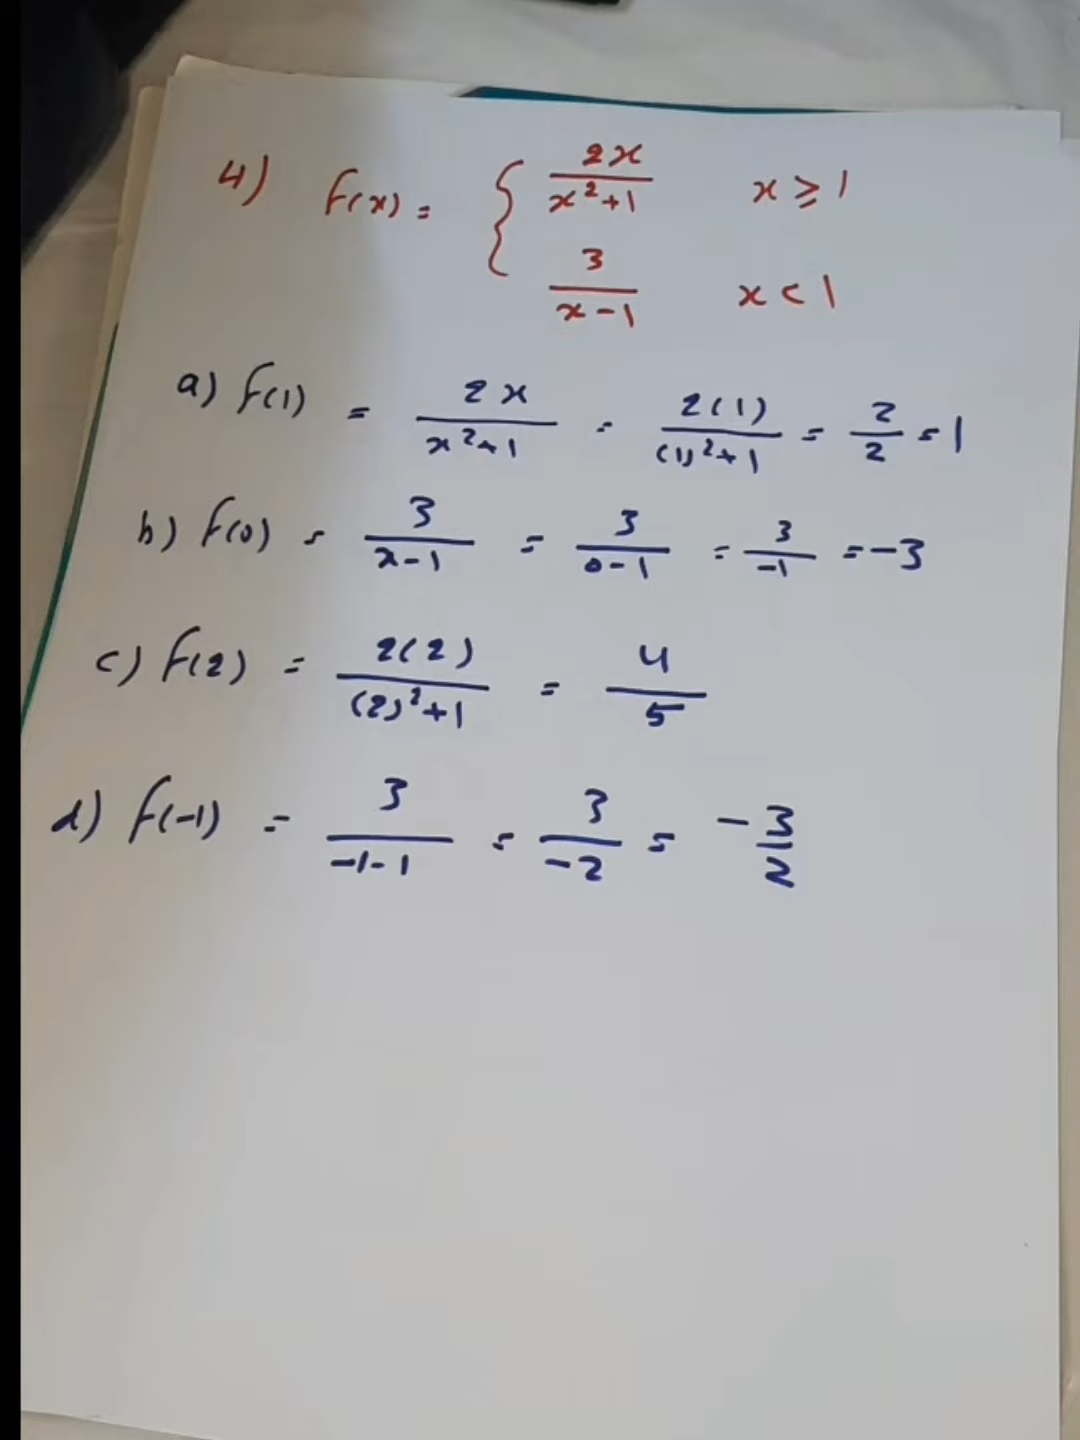 4) f(x) = { 2x/(x²+1) x ≥ 1
3/(x-1) x < 1
a) f(1) = 2x/(x²+1) = 2(1)/((1)²+1) = 2/2 = 1
b) f(0) = 3/(x-1) = 3/(0-1) = 3/-1 = -3
c) f(2) = 2(2)/((2)²+1) = 4/5
d) f(-1) = 3/(-1-1) = 3/-2 = -3/2